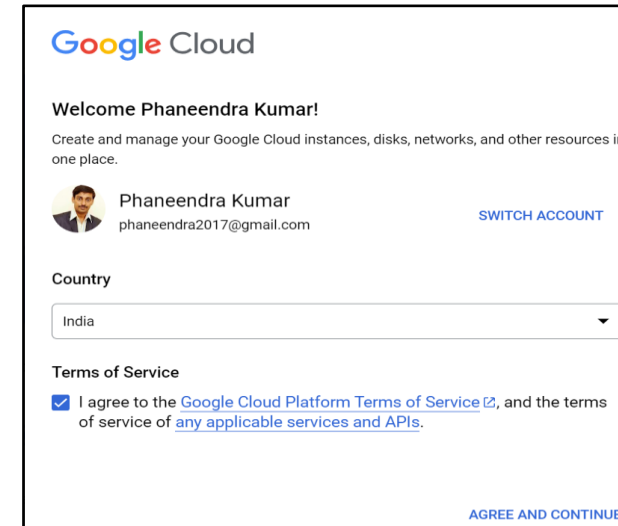 Google Cloud
Welcome Phaneendra Kumar!
Create and manage your Google Cloud instances, disks, networks, and other resources in
one place.
Phaneendra Kumar
phaneendra2017@gmail.com
SWITCH ACCOUNT
Country
India
Terms of Service
I agree to the Google Cloud Platform Terms of Service, and the terms
of service of any applicable services and APIs.
AGREE AND CONTINUE